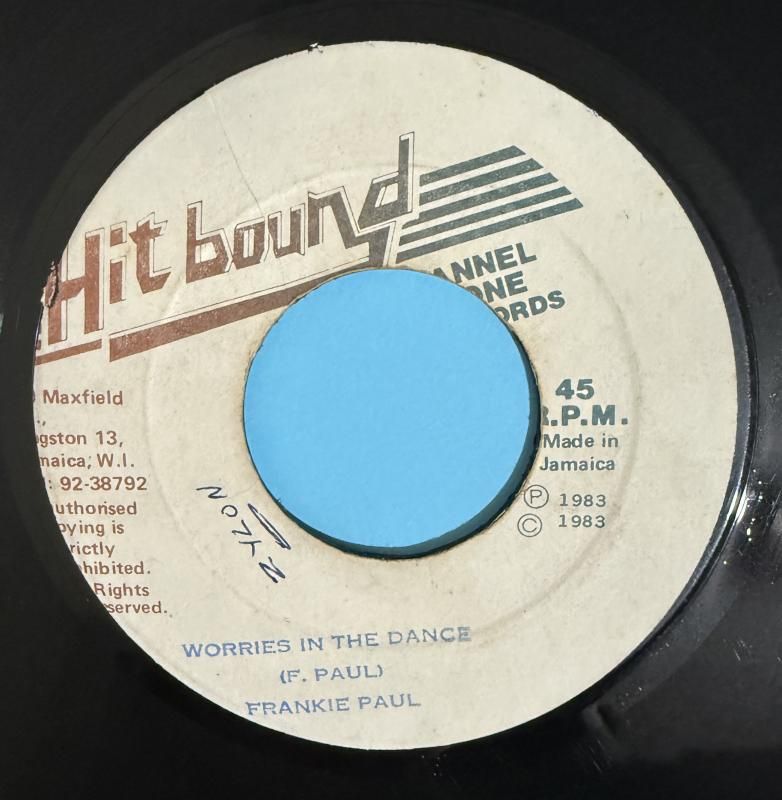 Hit bound
ANNEL
ONE
ORDS
45
R.P.M.
Made in
Jamaica
Ⓟ 1983
© 1983
Maxfield
gston 13,
maica, W.I.
: 92-38792
uthorised
pying is
rictly
hibited.
Rights
served.
WORRIES IN THE DANCE
(F. PAUL)
FRANKIE PAUL